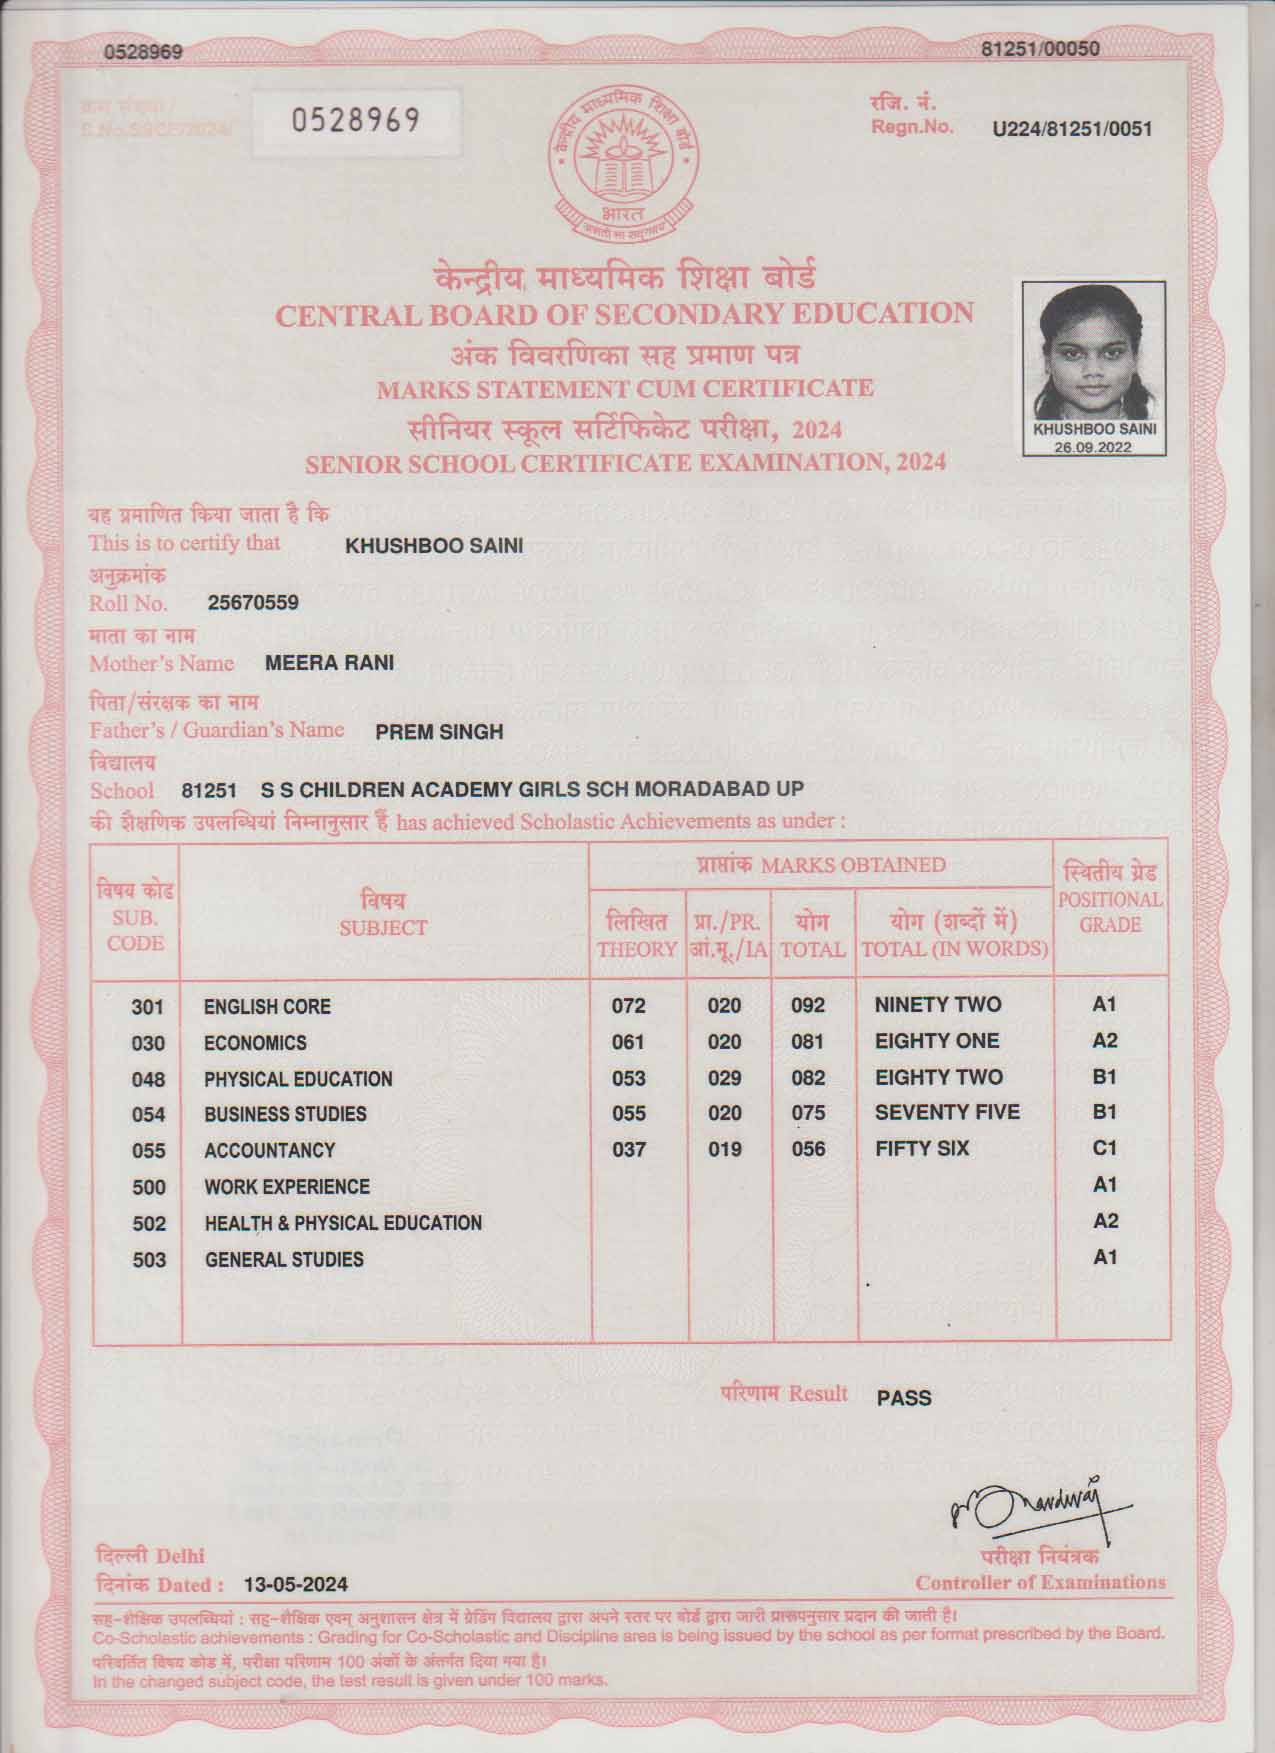 0528969 81251/00050
क्रम संख्या /
S.No.SSCE/2024/ 0528969
रजि. नं.
Regn.No. U224/81251/0051
केन्द्रीय माध्यमिक शिक्षा बोर्ड
भारत
असतो मा सद्गमय
केन्द्रीय माध्यमिक शिक्षा बोर्ड
CENTRAL BOARD OF SECONDARY EDUCATION
अंक विवरणिका सह प्रमाण पत्र
MARKS STATEMENT CUM CERTIFICATE
सीनियर स्कूल सर्टिफिकेट परीक्षा, 2024
SENIOR SCHOOL CERTIFICATE EXAMINATION, 2024
KHUSHBOO SAINI
26.09.2022
यह प्रमाणित किया जाता है कि
This is to certify that KHUSHBOO SAINI
अनुक्रमांक
Roll No. 25670559
माता का नाम
Mother's Name MEERA RANI
पिता/संरक्षक का नाम
Father's / Guardian's Name PREM SINGH
विद्यालय
School 81251 S S CHILDREN ACADEMY GIRLS SCH MORADABAD UP
की शैक्षणिक उपलब्धियां निम्नानुसार हैं has achieved Scholastic Achievements as under :
विषय कोड
SUB.
CODE
विषय
SUBJECT
प्राप्तांक MARKS OBTAINED
लिखित
THEORY
प्रा./PR.
आं.मू./IA
योग
TOTAL
योग (शब्दों में)
TOTAL (IN WORDS)
स्थितीय ग्रेड
POSITIONAL
GRADE
301 ENGLISH CORE 072 020 092 NINETY TWO A1
030 ECONOMICS 061 020 081 EIGHTY ONE A2
048 PHYSICAL EDUCATION 053 029 082 EIGHTY TWO B1
054 BUSINESS STUDIES 055 020 075 SEVENTY FIVE B1
055 ACCOUNTANCY 037 019 056 FIFTY SIX C1
500 WORK EXPERIENCE A1
502 HEALTH & PHYSICAL EDUCATION A2
503 GENERAL STUDIES A1
परिणाम Result PASS
दिल्ली Delhi
दिनांक Dated : 13-05-2024
परीक्षा नियंत्रक
Controller of Examinations
सह-शैक्षिक उपलब्धियां : सह-शैक्षिक एवम् अनुशासन क्षेत्र में ग्रेडिंग विद्यालय द्वारा अपने स्तर पर बोर्ड द्वारा जारी प्रारूपनुसार प्रदान की जाती है।
Co-Scholastic achievements : Grading for Co-Scholastic and Discipline area is being issued by the school as per format prescribed by the Board.
परिवर्तित विषय कोड में, परीक्षा परिणाम 100 अंकों के अंतर्गत दिया गया है।
In the changed subject code, the test result is given under 100 marks.